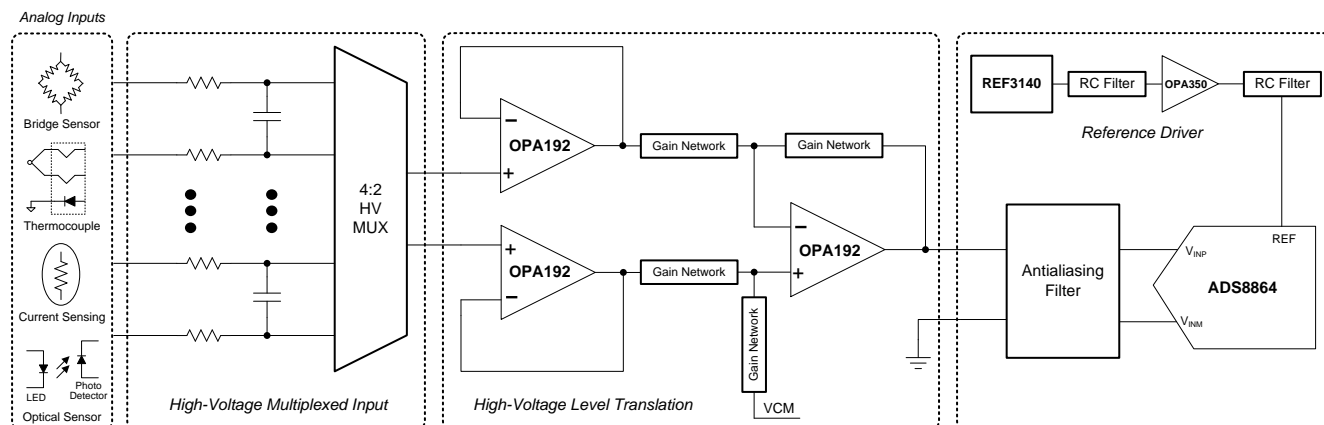 Analog Inputs
Bridge Sensor
Thermocouple
Current Sensing
LED
Photo
Detector
Optical Sensor
4:2
HV
MUX
High-Voltage Multiplexed Input
−
OPA192
+
Gain Network
Gain Network
+
OPA192
−
Gain Network
−
OPA192
+
Gain Network
VCM
High-Voltage Level Translation
REF3140
RC Filter
OPA350
RC Filter
Reference Driver
Antialiasing
Filter
REF
VINP
ADS8864
VINM